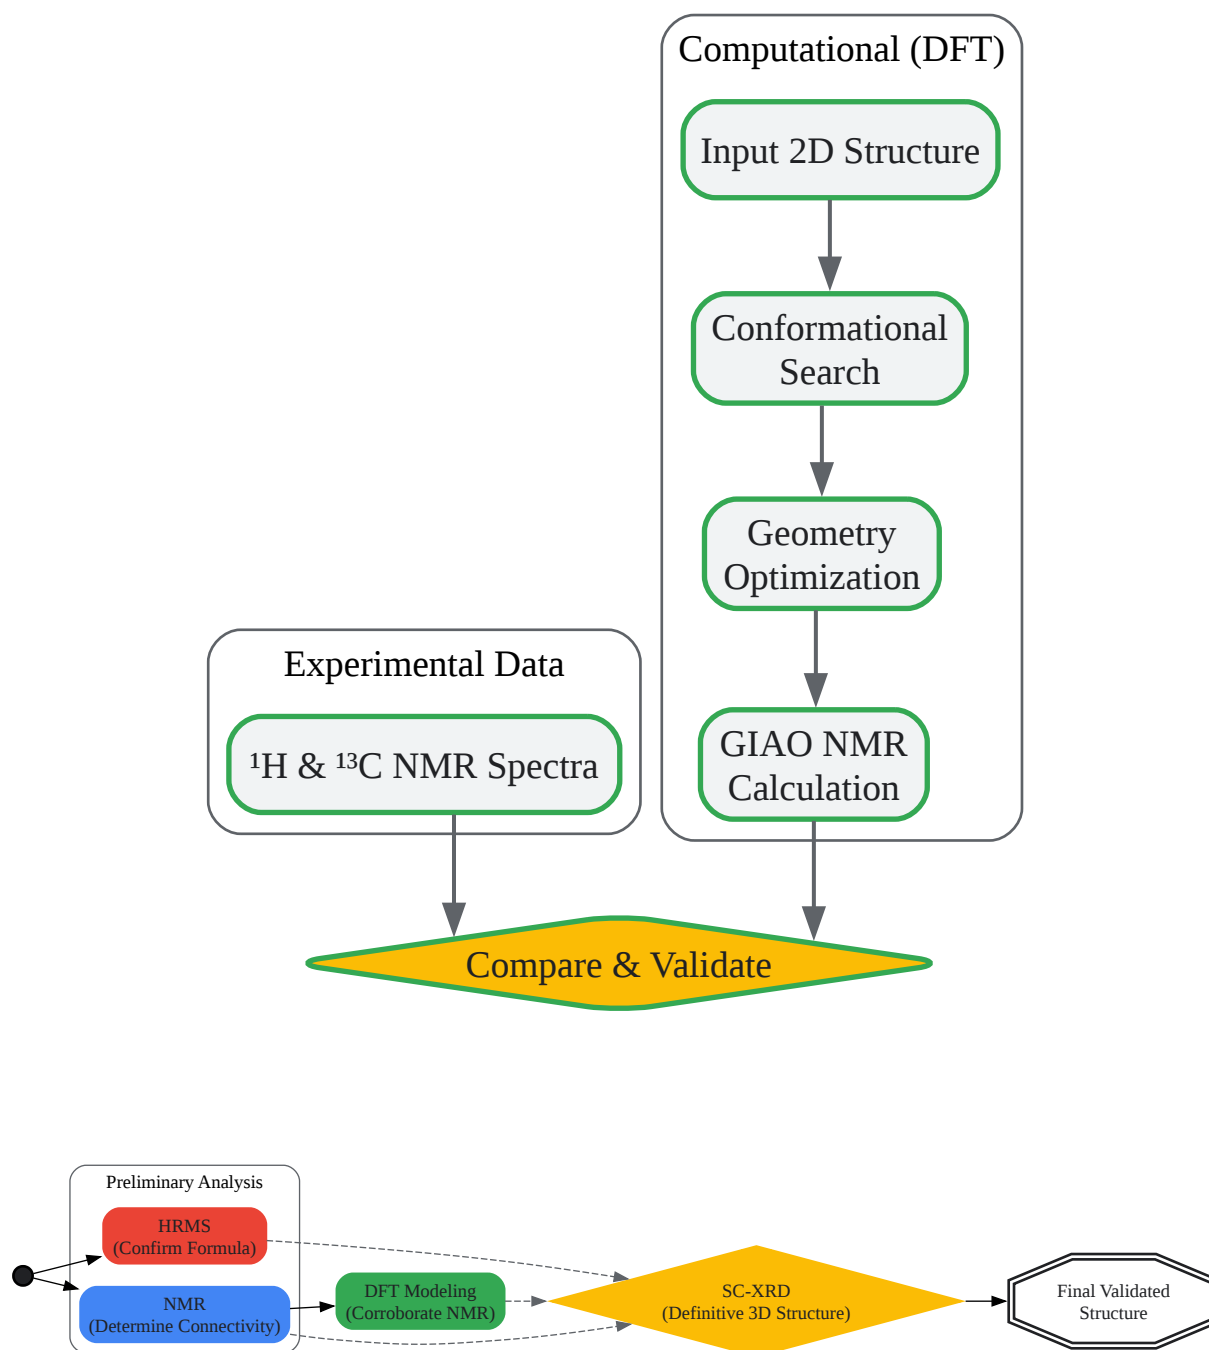 Computational (DFT)
Input 2D Structure
Conformational
Search
Geometry
Optimization
GIAO NMR
Calculation
Experimental Data
¹H & ¹³C NMR Spectra
Compare & Validate
Preliminary Analysis
HRMS
(Confirm Formula)
NMR
(Determine Connectivity)
DFT Modeling
(Corroborate NMR)
SC-XRD
(Definitive 3D Structure)
Final Validated
Structure